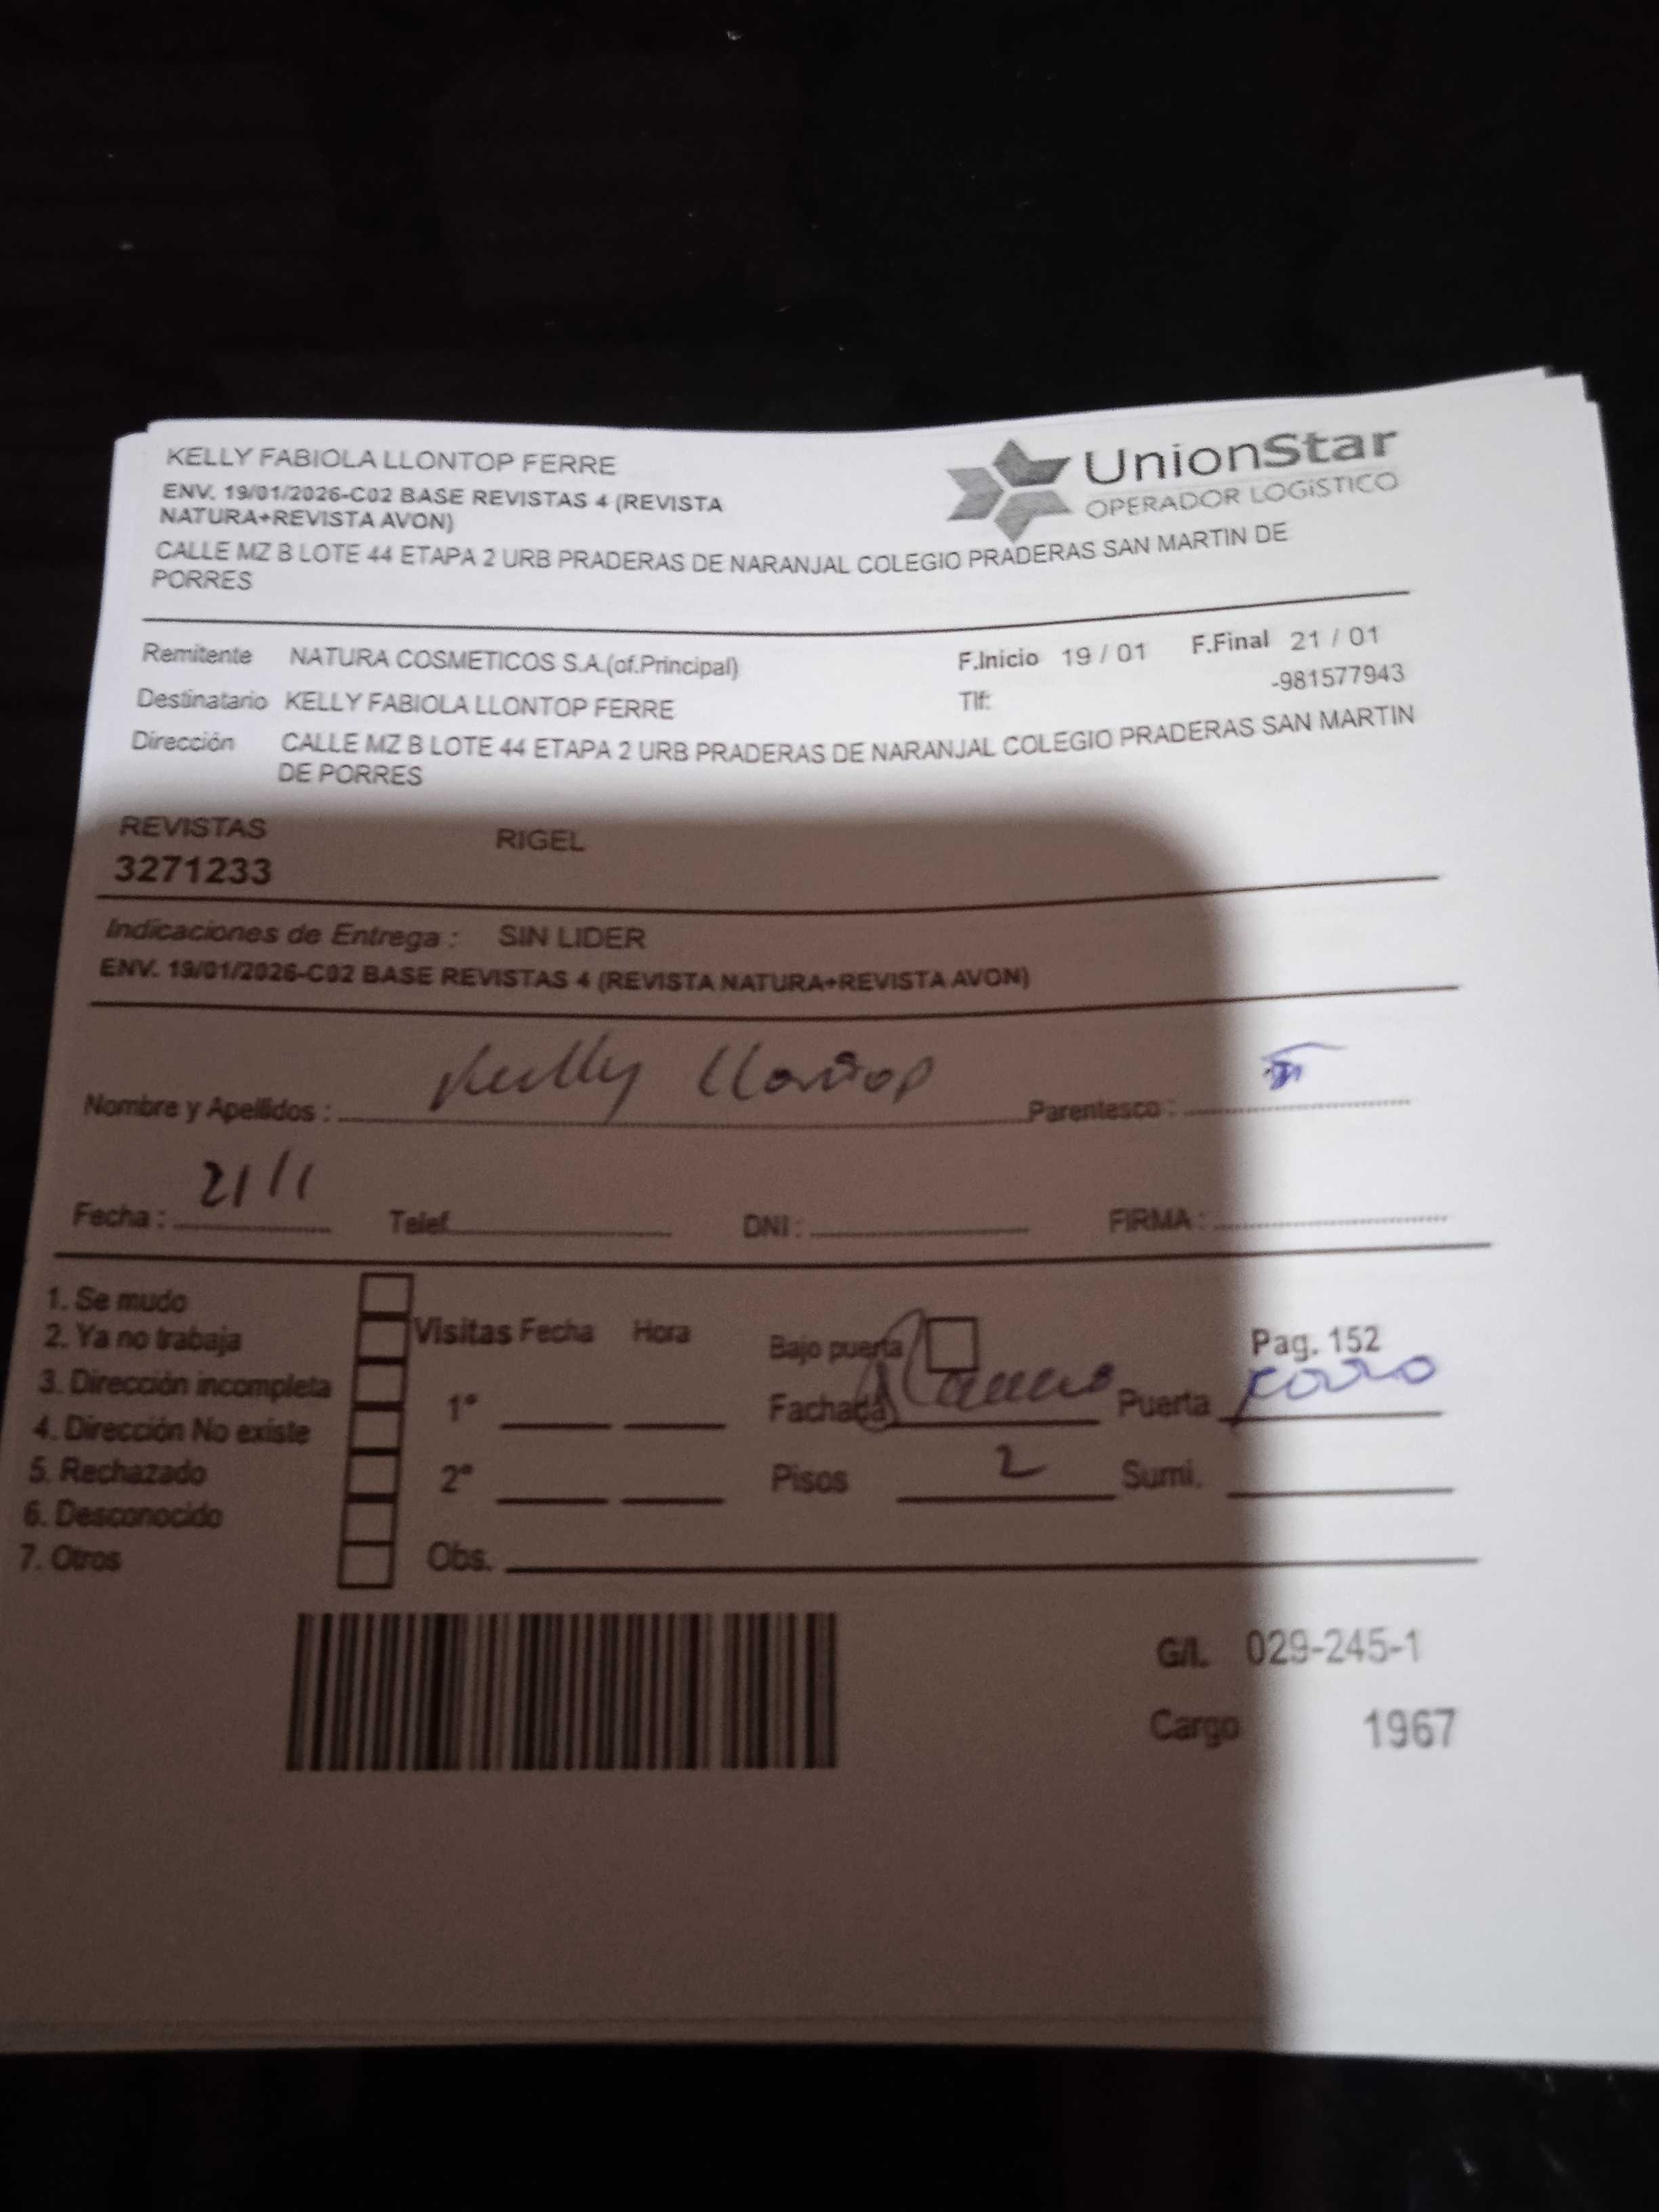 KELLY FABIOLA LLONTOP FERRE
UnionStar
OPERADOR LOGíSTICO
ENV. 19/01/2026-C02 BASE REVISTAS 4 (REVISTA
NATURA+REVISTA AVON)
CALLE MZ B LOTE 44 ETAPA 2 URB PRADERAS DE NARANJAL COLEGIO PRADERAS SAN MARTIN DE
PORRES
Remitente NATURA COSMETICOS S.A.(of.Principal) F.Inicio 19 / 01 F.Final 21 / 01
Destinatario KELLY FABIOLA LLONTOP FERRE Tlf: -981577943
Dirección CALLE MZ B LOTE 44 ETAPA 2 URB PRADERAS DE NARANJAL COLEGIO PRADERAS SAN MARTIN
DE PORRES
REVISTAS RIGEL
3271233
Indicaciones de Entrega : SIN LIDER
ENV. 19/01/2026-C02 BASE REVISTAS 4 (REVISTA NATURA+REVISTA AVON)
Nombre y Apellidos : Kelly Llontop Parentesco :
Fecha : 21/1 Telef. DNI : FIRMA :
1. Se mudo
2. Ya no trabaja
3. Dirección incompleta
4. Dirección No existe
5. Rechazado
6. Desconocido
7. Otros
Visitas Fecha Hora Bajo puerta Pag. 152
1° Fachada Puerta
2° Pisos 2 Sumi.
Obs.
G/l. 029-245-1
Cargo 1967